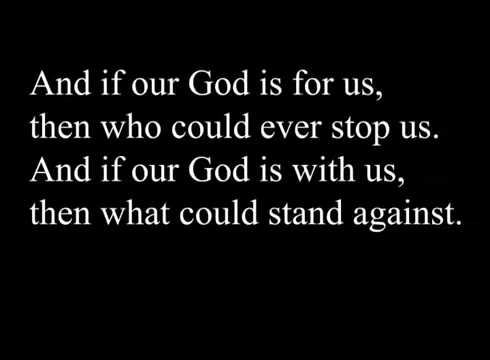 And if our God is for us,
then who could ever stop us.
And if our God is with us,
then what could stand against.